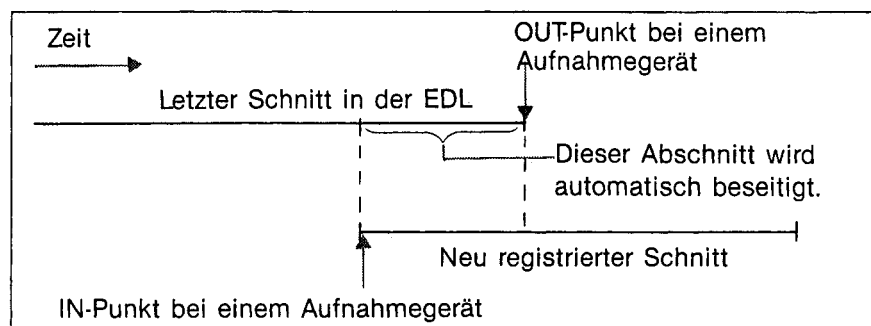 Zeit
OUT-Punkt bei einem
Aufnahmegerät
Letzter Schnitt in der EDL
Dieser Abschnitt wird
automatisch beseitigt.
Neu registrierter Schnitt
IN-Punkt bei einem Aufnahmegerät